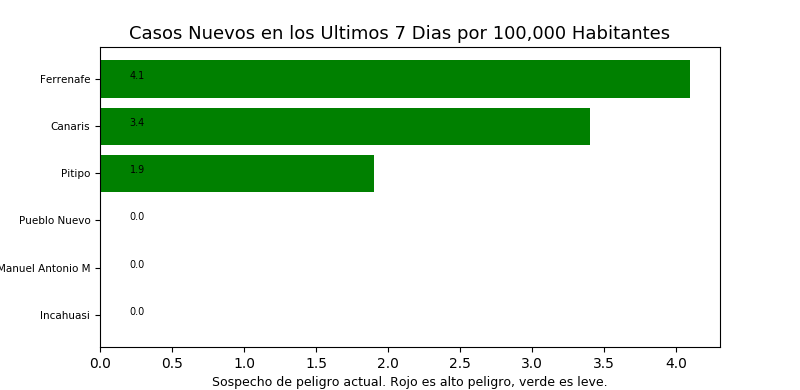 Casos Nuevos en los Ultimos 7 Dias por 100,000 Habitantes
Ferrenafe 4.1
Canaris 3.4
Pitipo 1.9
Pueblo Nuevo 0.0
Manuel Antonio M 0.0
Incahuasi 0.0
0.0 0.5 1.0 1.5 2.0 2.5 3.0 3.5 4.0
Sospecho de peligro actual. Rojo es alto peligro, verde es leve.